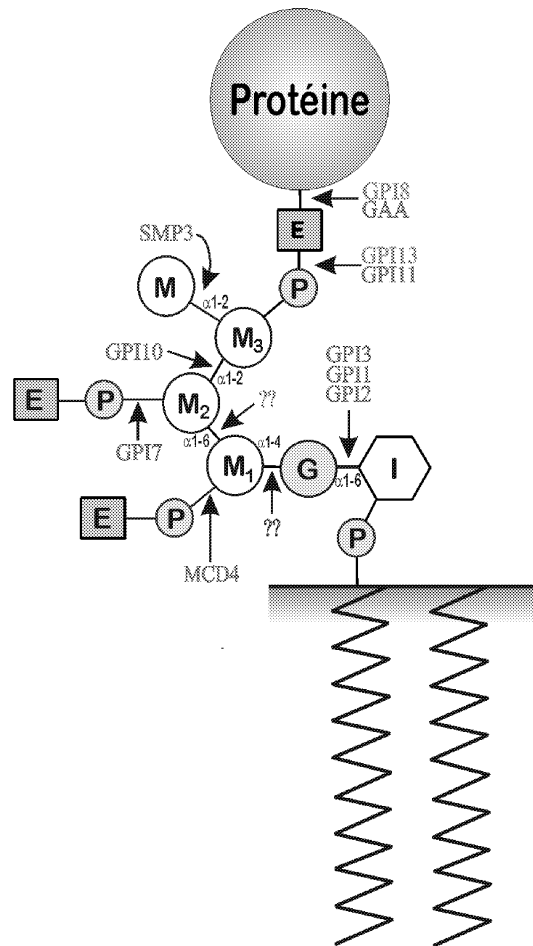 Protéine
GPI8
GAA
E
SMP3
GPI13
GPI11
M
P
α1-2
M3
GPI10
α1-2
GPI3
GPI1
GPI2
E
P
M2
??
GPI7
α1-6
α1-4
M1
G
I
α1-6
E
P
??
P
MCD4